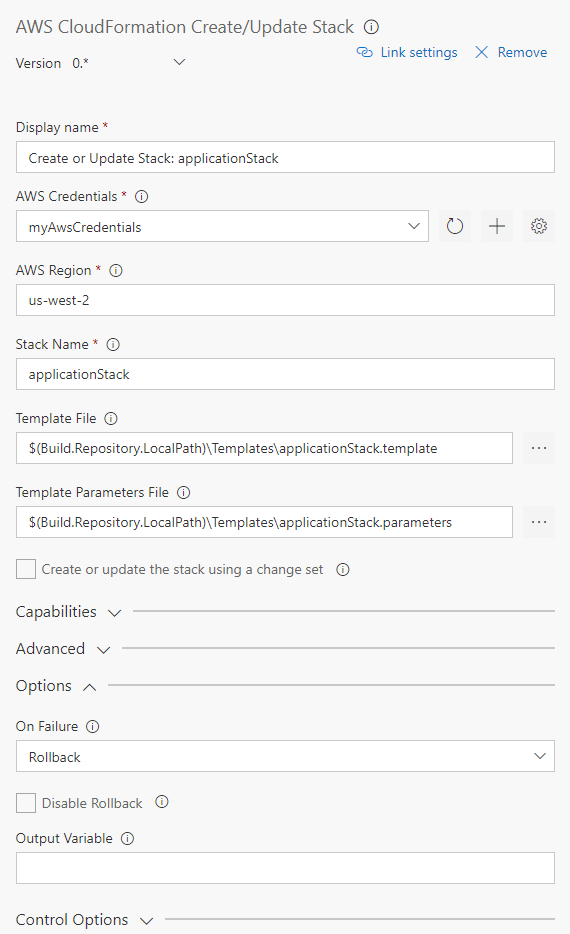 AWS CloudFormation Create/Update Stack
Version 0.*
Link settings
Remove
Display name *
Create or Update Stack: applicationStack
AWS Credentials *
myAwsCredentials
AWS Region *
us-west-2
Stack Name *
applicationStack
Template File
$(Build.Repository.LocalPath)\Templates\applicationStack.template
Template Parameters File
$(Build.Repository.LocalPath)\Templates\applicationStack.parameters
Create or update the stack using a change set
Capabilities
Advanced
Options
On Failure
Rollback
Disable Rollback
Output Variable
Control Options